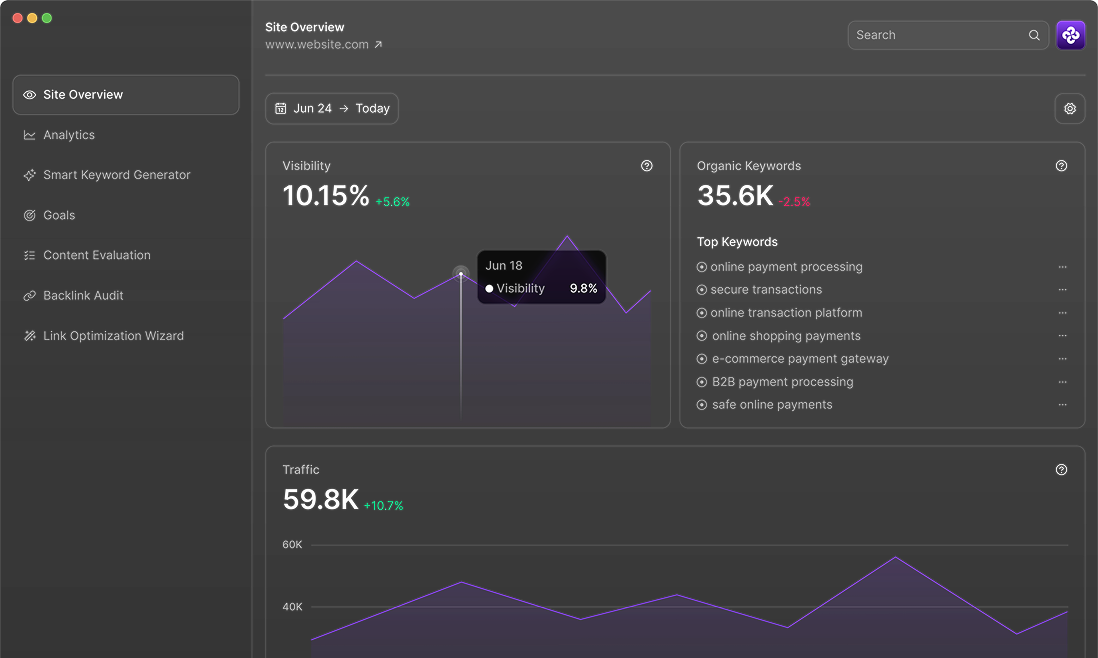 Site Overview
www.website.com
Search
Site Overview
Analytics
Smart Keyword Generator
Goals
Content Evaluation
Backlink Audit
Link Optimization Wizard
Jun 24 → Today
Visibility
10.15% +5.6%
Jun 18
Visibility 9.8%
Organic Keywords
35.6K -2.5%
Top Keywords
online payment processing
secure transactions
online transaction platform
online shopping payments
e-commerce payment gateway
B2B payment processing
safe online payments
Traffic
59.8K +10.7%
60K
40K